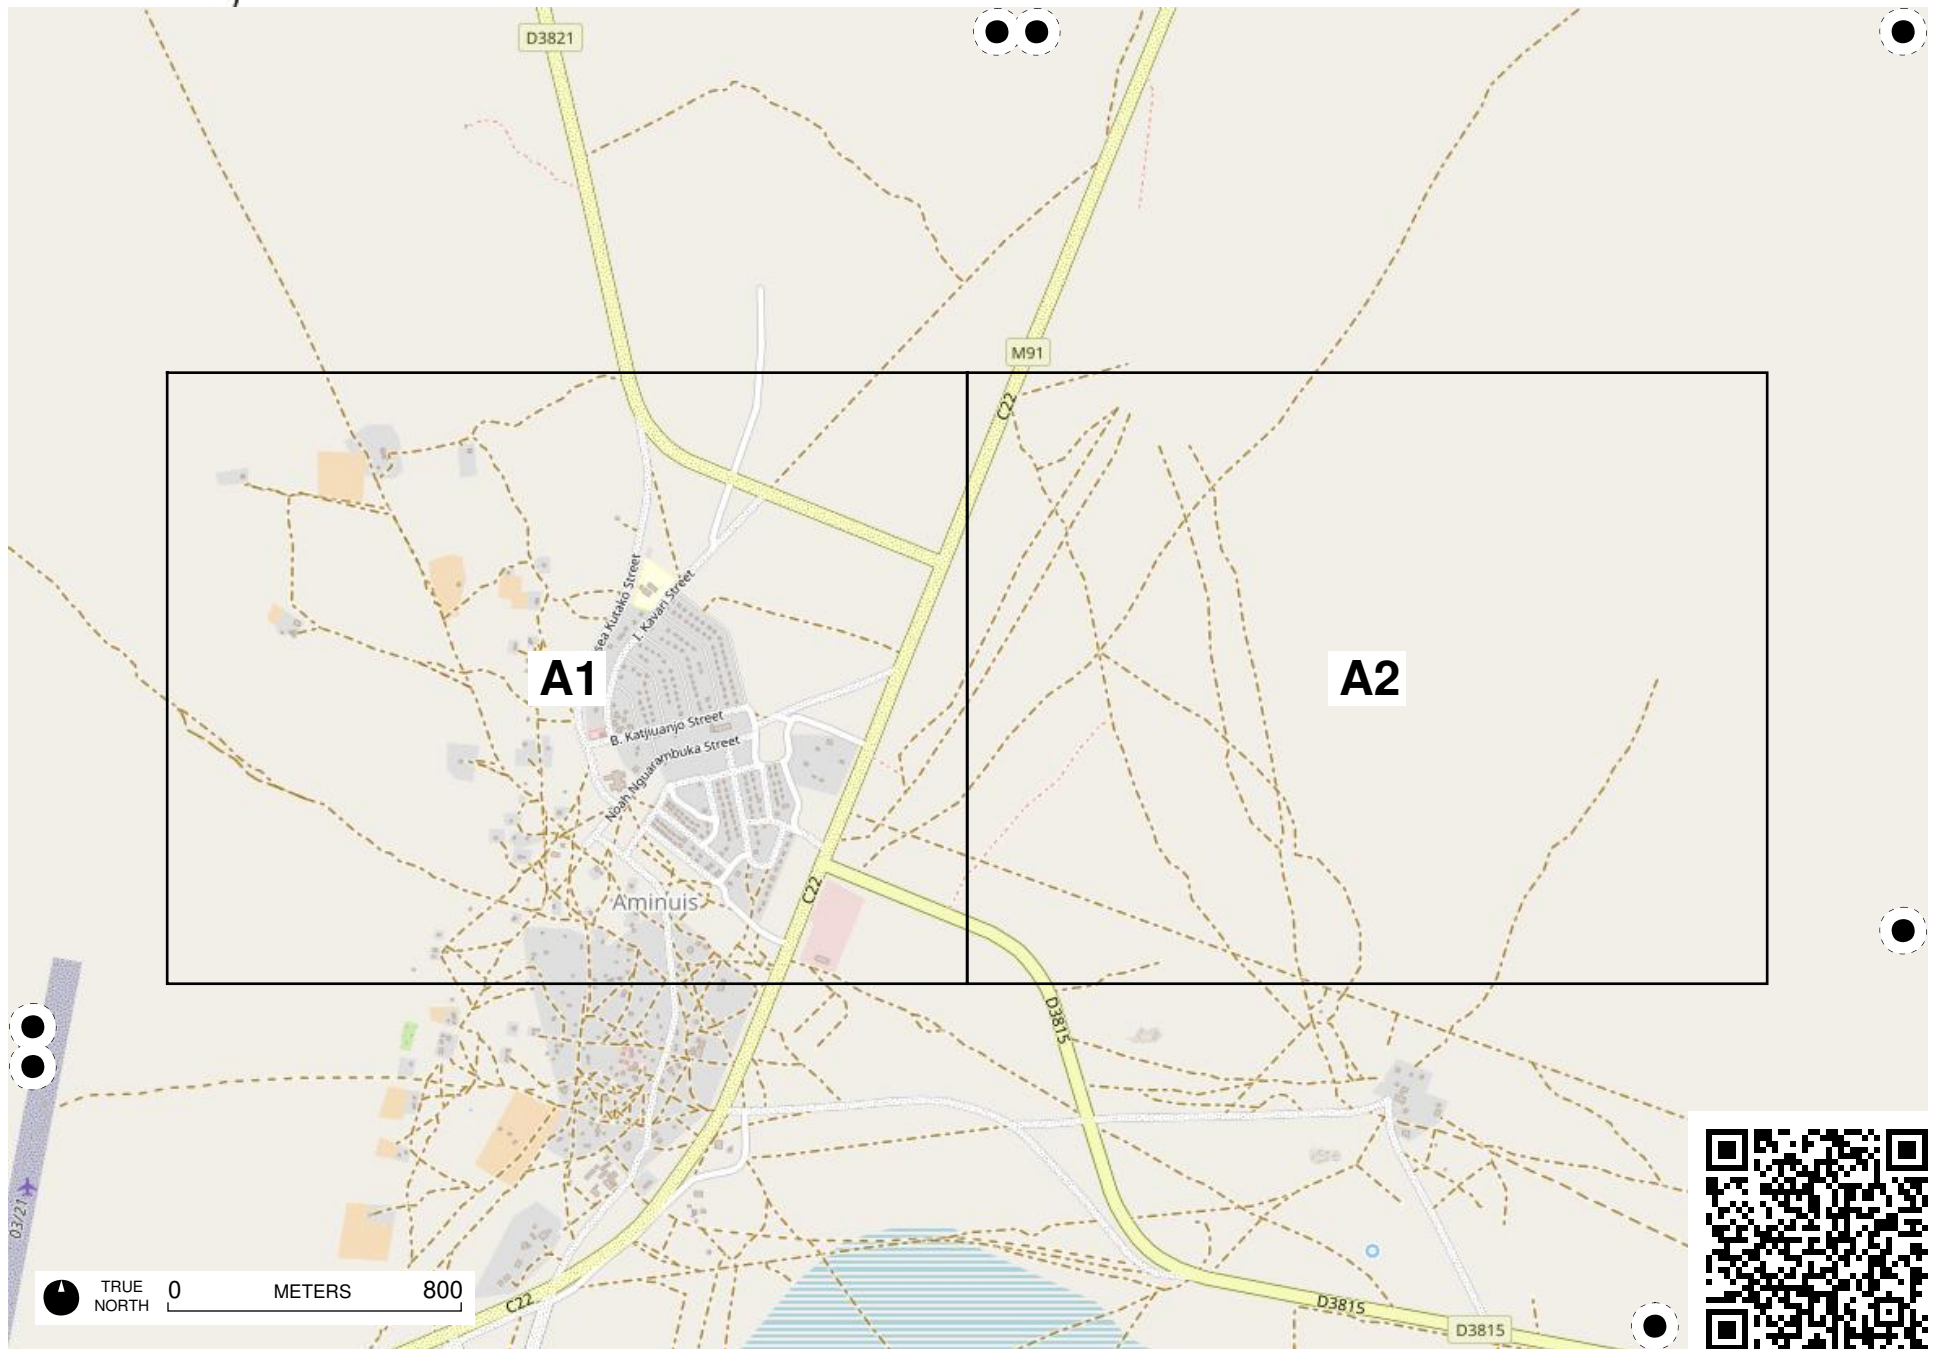 D3821
M91
C22
sea Kutako Street
J. Kavari Street
A1
A2
B. Katjiuanjo Street
Noah Nguarambuka Street
C22
Aminuis
D3815
03/21
TRUE NORTH
0 METERS 800
C22
D3815
D3815